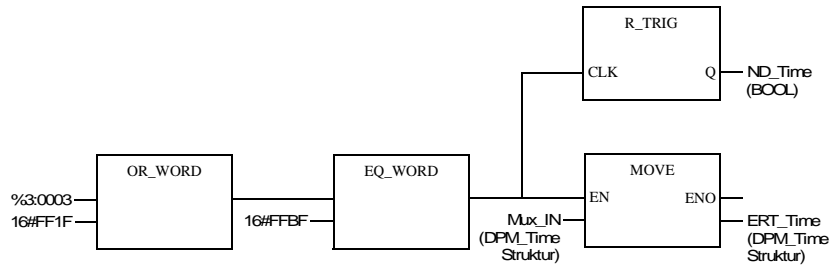 R_TRIG
CLK Q ND_Time
(BOOL)
OR_WORD EQ_WORD MOVE
%3:0003 EN ENO
16#FF1F 16#FFBF Mux_IN ERT_Time
(DPM_Time (DPM_Time
Struktur) Struktur)